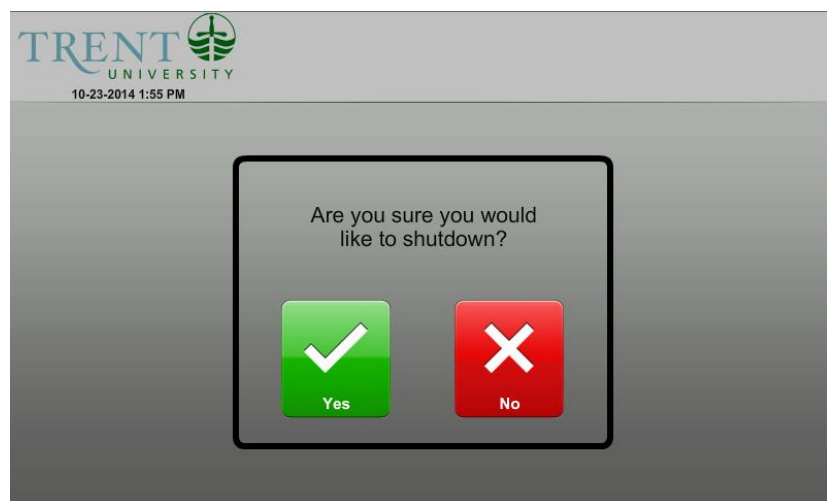 TRENT
UNIVERSITY
10-23-2014 1:55 PM
Are you sure you would
like to shutdown?
Yes
No